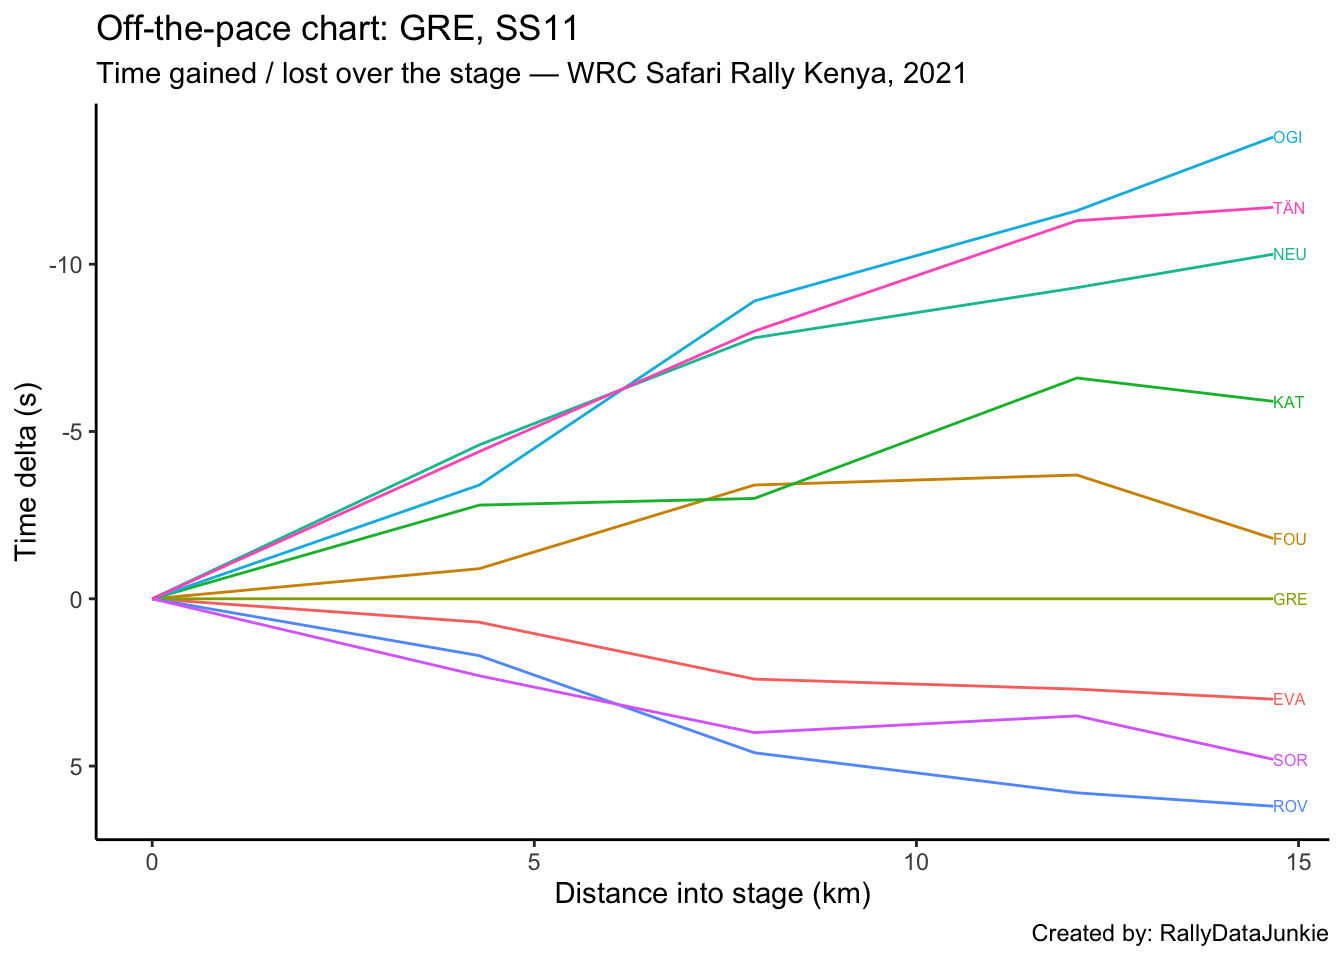 Off-the-pace chart: GRE, SS11
Time gained / lost over the stage — WRC Safari Rally Kenya, 2021
OGI
TÄN
NEU
KAT
FOU
GRE
EVA
SOR
ROV
-10
-5
0
5
Time delta (s)
0 5 10 15
Distance into stage (km)
Created by: RallyDataJunkie